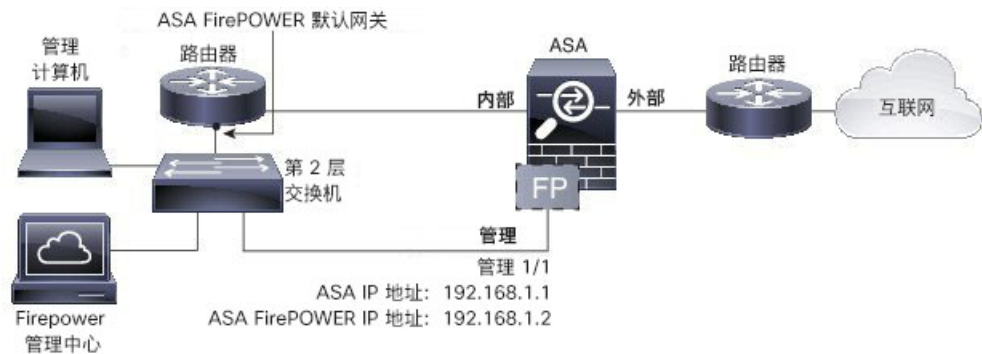 ASA FirePOWER 默认网关
管理
计算机
路由器
ASA
路由器
内部
外部
互联网
第 2 层
交换机
FP
管理
管理 1/1
ASA IP 地址: 192.168.1.1
ASA FirePOWER IP 地址: 192.168.1.2
Firepower
管理中心